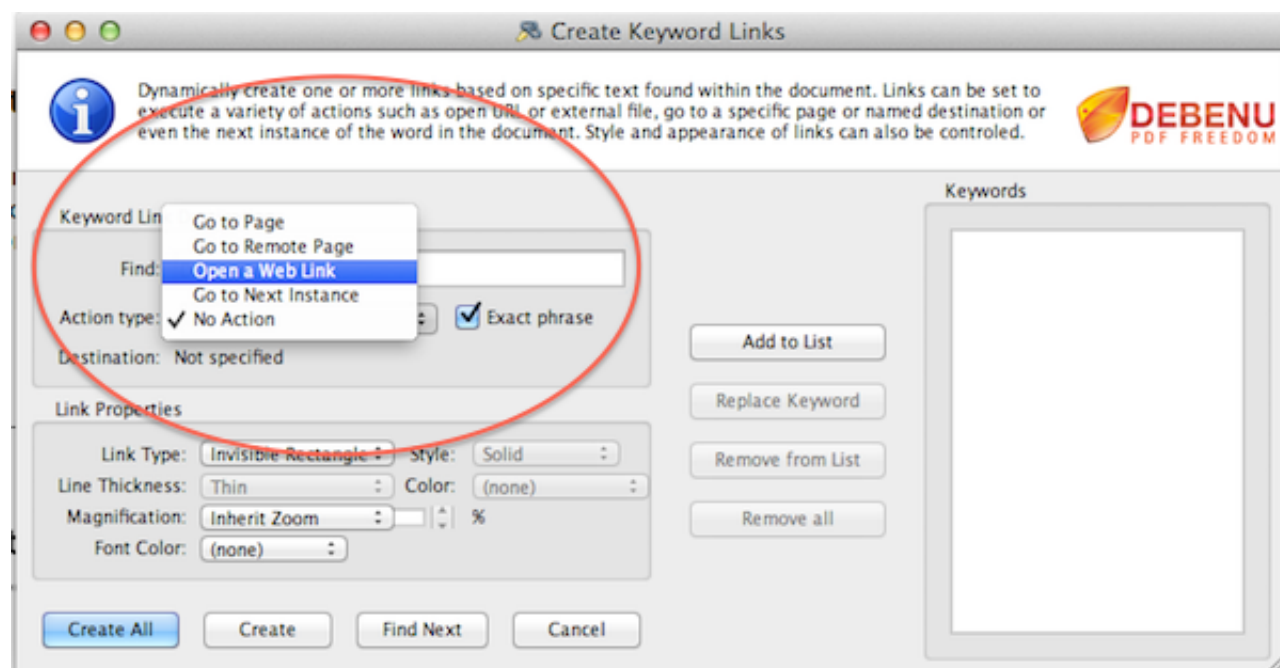 Create Keyword Links
Dynamically create one or more links based on specific text found within the document. Links can be set to
execute a variety of actions such as open URL or external file, go to a specific page or named destination or
even the next instance of the word in the document. Style and appearance of links can also be controled.
DEBENU
PDF FREEDOM
Keyword Lin
Go to Page
Go to Remote Page
Find:
Open a Web Link
Go to Next Instance
Action type: ✓ No Action
Exact phrase
Destination: Not specified
Link Properties
Link Type: Invisible Rectangle Style: Solid
Line Thickness: Thin Color: (none)
Magnification: Inherit Zoom %
Font Color: (none)
Create All Create Find Next Cancel
Add to List
Replace Keyword
Remove from List
Remove all
Keywords